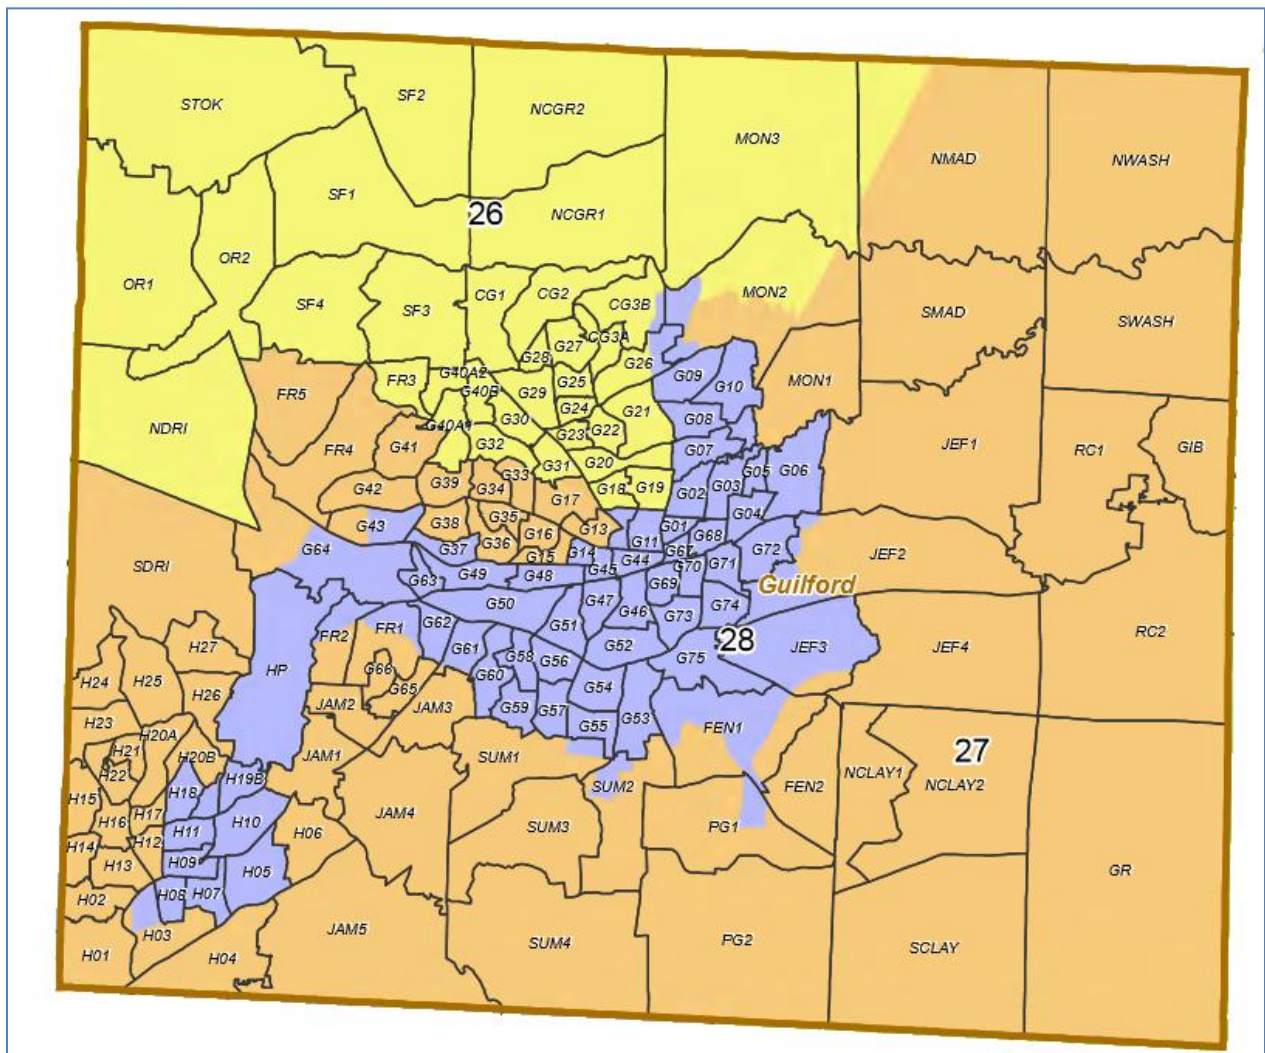 STOK
SF2
NCGR2
MON3
NMAD
NWASH
SF1
26
NCGR1
OR1
OR2
SF4
SF3
CG1
CG2
CG3B
MON2
SMAD
SWASH
CG3A
G28
G27
G26
FR5
FR3
G40A2
G40B
G29
G25
G09
G10
MON1
NDRI
FR4
G41
G40A1
G30
G24
G21
G08
G32
G23
G22
G07
JEF1
RC1
GIB
G42
G39
G34
G33
G31
G20
G18
G19
G02
G03
G05
G06
G17
G04
G43
G38
G35
G16
G13
G01
G68
G64
G37
G36
G15
G14
G11
G67
G72
JEF2
SDRI
G63
G49
G48
G45
G44
G70
G71
G69
Guilford
G50
G47
G46
G73
G74
FR2
FR1
G62
G51
28
RC2
H27
HP
G66
G61
G58
G56
G52
G75
JEF3
JEF4
H24
H25
H26
G65
G60
G54
JAM2
JAM3
G59
G57
G55
G53
FEN1
H23
H20A
H21
H20B
JAM1
SUM1
27
H22
H19B
SUM2
FEN2
NCLAY1
NCLAY2
H15
H18
H16
H17
H11
H10
H06
JAM4
SUM3
PG1
H14
H12
H13
H09
H05
GR
H02
H08
H07
H03
JAM5
SUM4
PG2
SCLAY
H01
H04